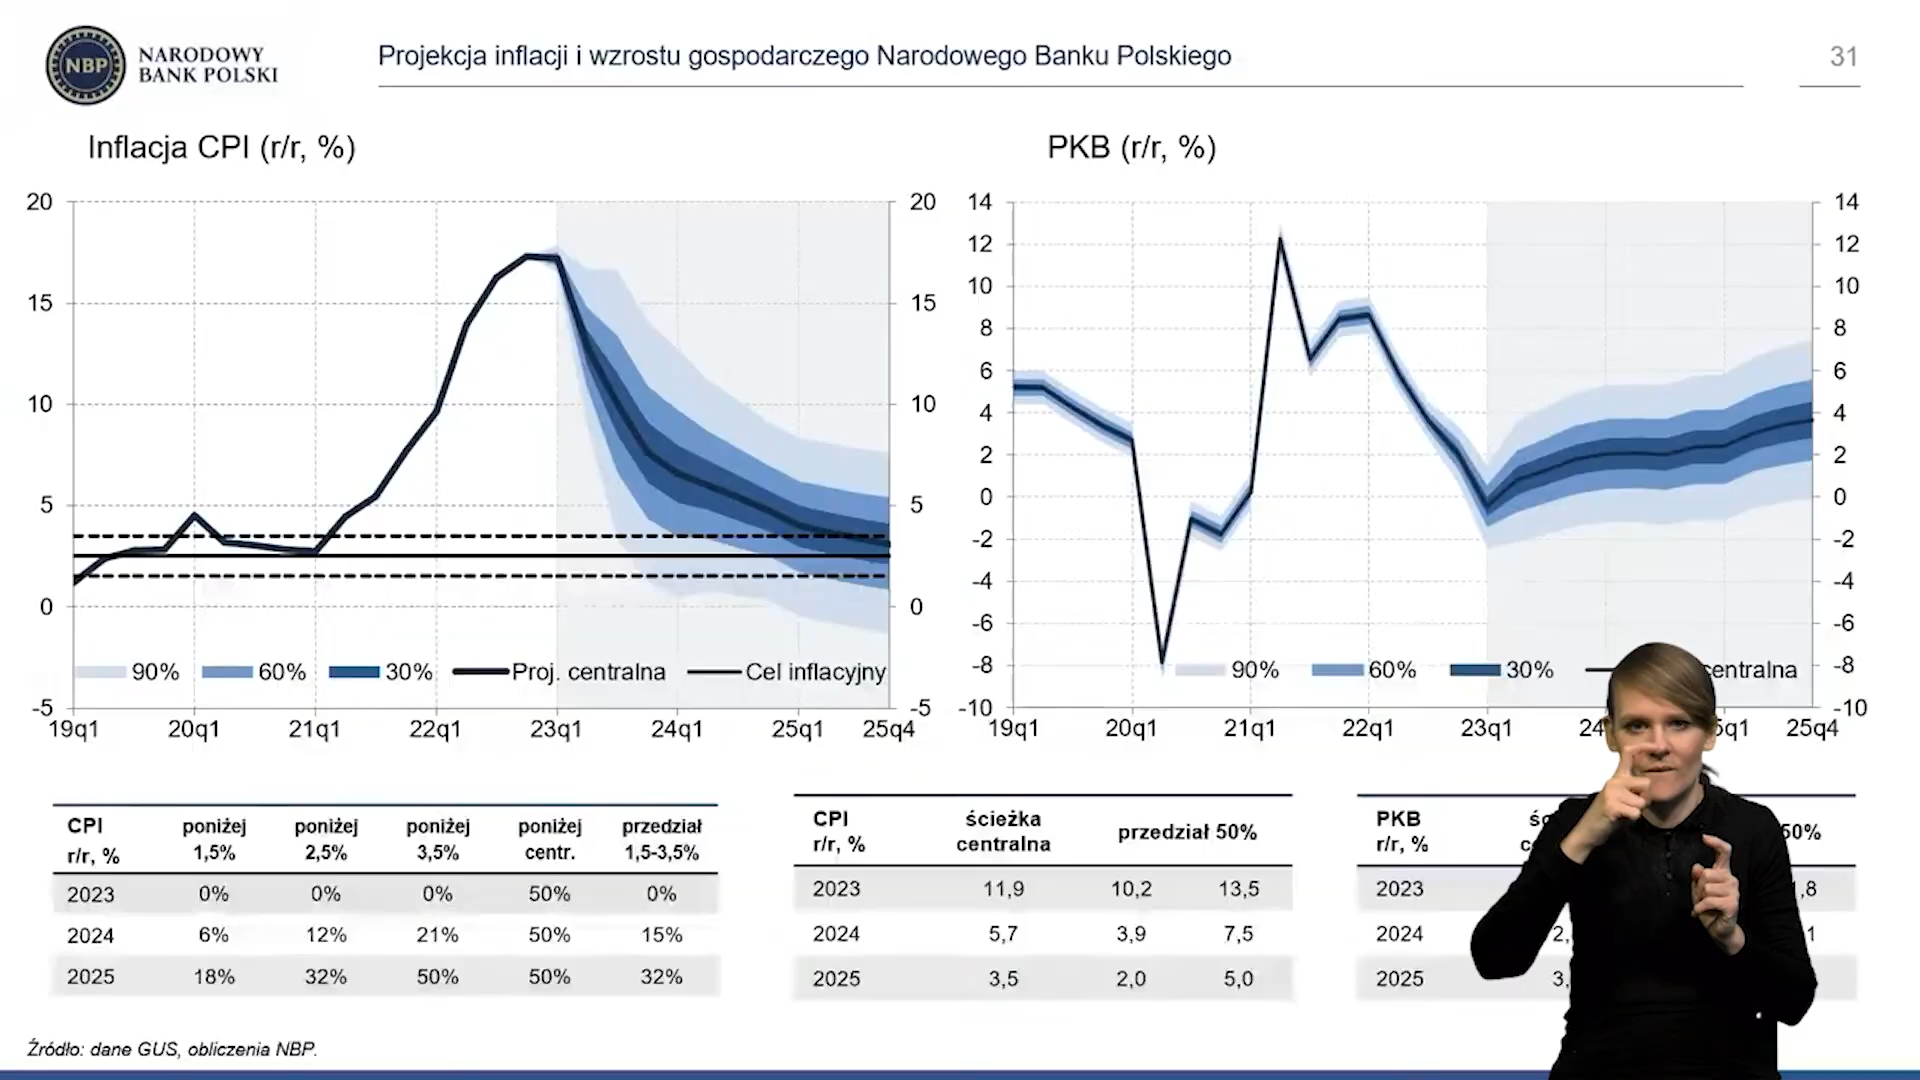 NBP
NARODOWY
BANK POLSKI
Projekcja inflacji i wzrostu gospodarczego Narodowego Banku Polskiego
31
Inflacja CPI (r/r, %)
20
15
10
5
0
-5
20
15
10
5
0
-5
90% 60% 30% Proj. centralna Cel inflacyjny
19q1 20q1 21q1 22q1 23q1 24q1 25q1 25q4
PKB (r/r, %)
14
12
10
8
6
4
2
0
-2
-4
-6
-8
-10
14
12
10
8
6
4
2
0
-2
-4
-6
-8
-10
90% 60% 30% centralna
19q1 20q1 21q1 22q1 23q1 24 5q1 25q4
CPI r/r, % poniżej 1,5% poniżej 2,5% poniżej 3,5% poniżej centr. przedział 1,5-3,5%
2023 0% 0% 0% 50% 0%
2024 6% 12% 21% 50% 15%
2025 18% 32% 50% 50% 32%
CPI r/r, % ścieżka centralna przedział 50%
2023 11,9 10,2 13,5
2024 5,7 3,9 7,5
2025 3,5 2,0 5,0
PKB r/r, % 50%
2023 ,8
2024 2, 1
2025 3,
Źródło: dane GUS, obliczenia NBP.